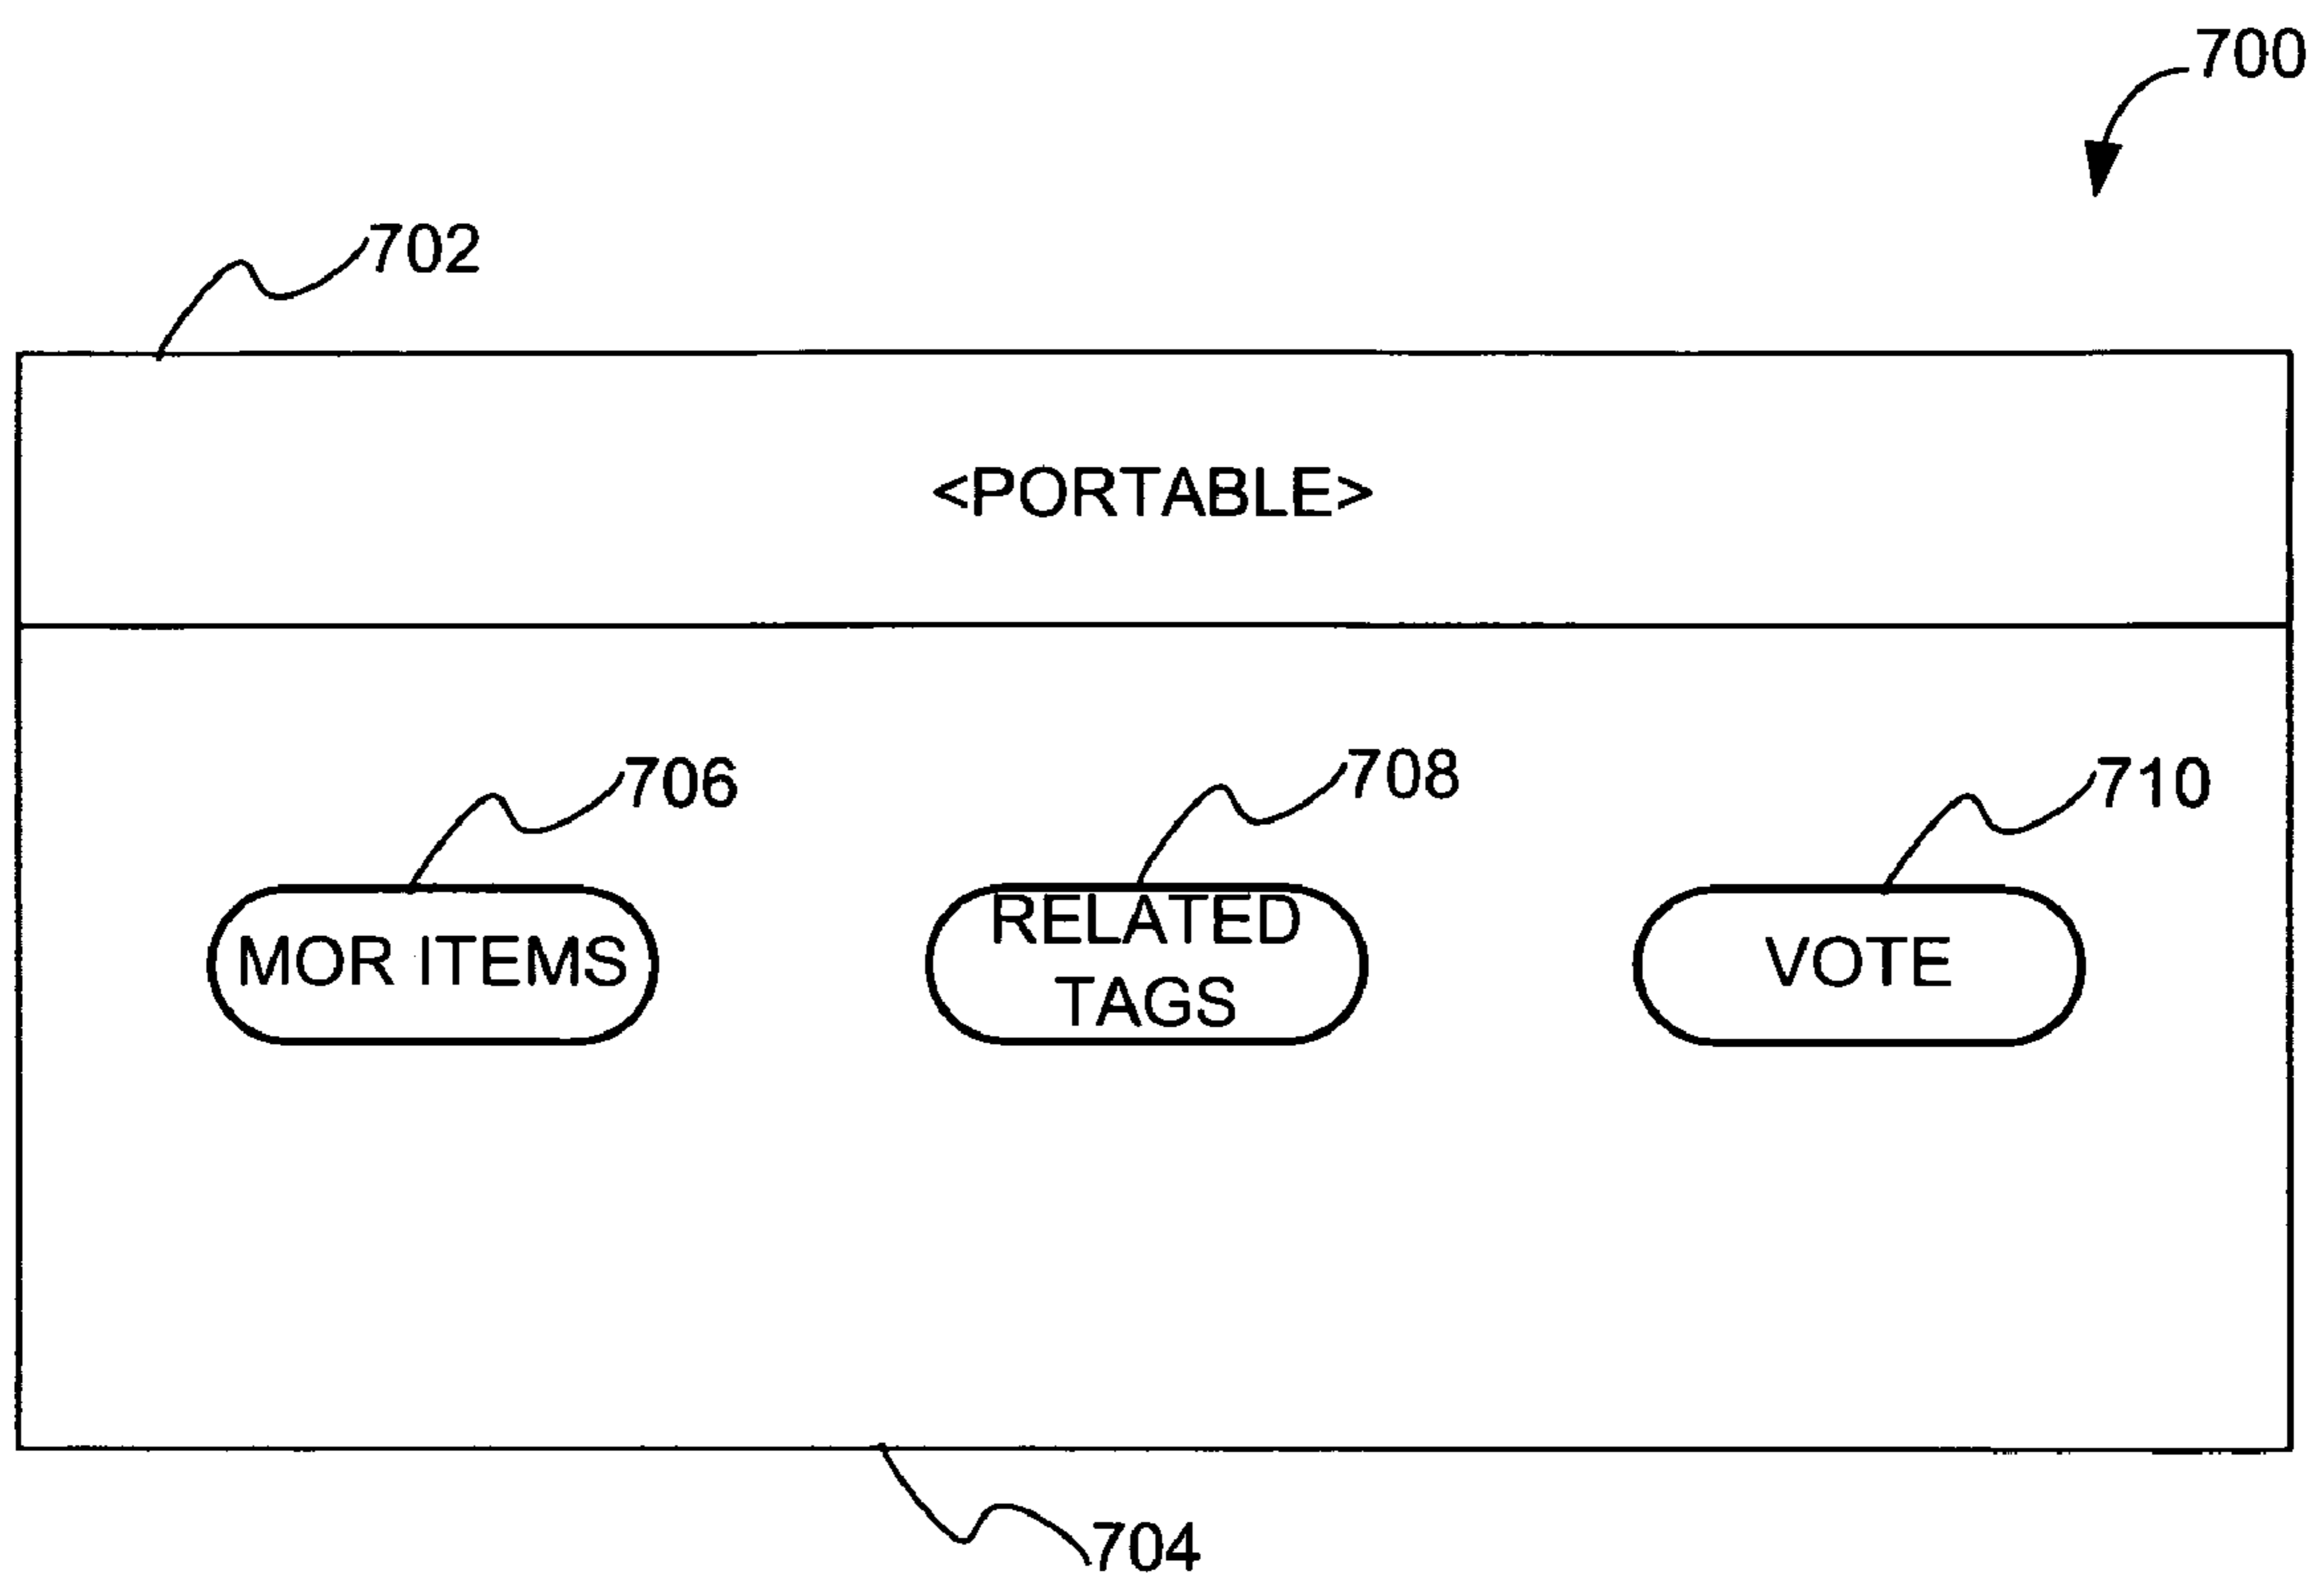 700
702
<PORTABLE>
706
708
710
MOR ITEMS
RELATED
TAGS
VOTE
704